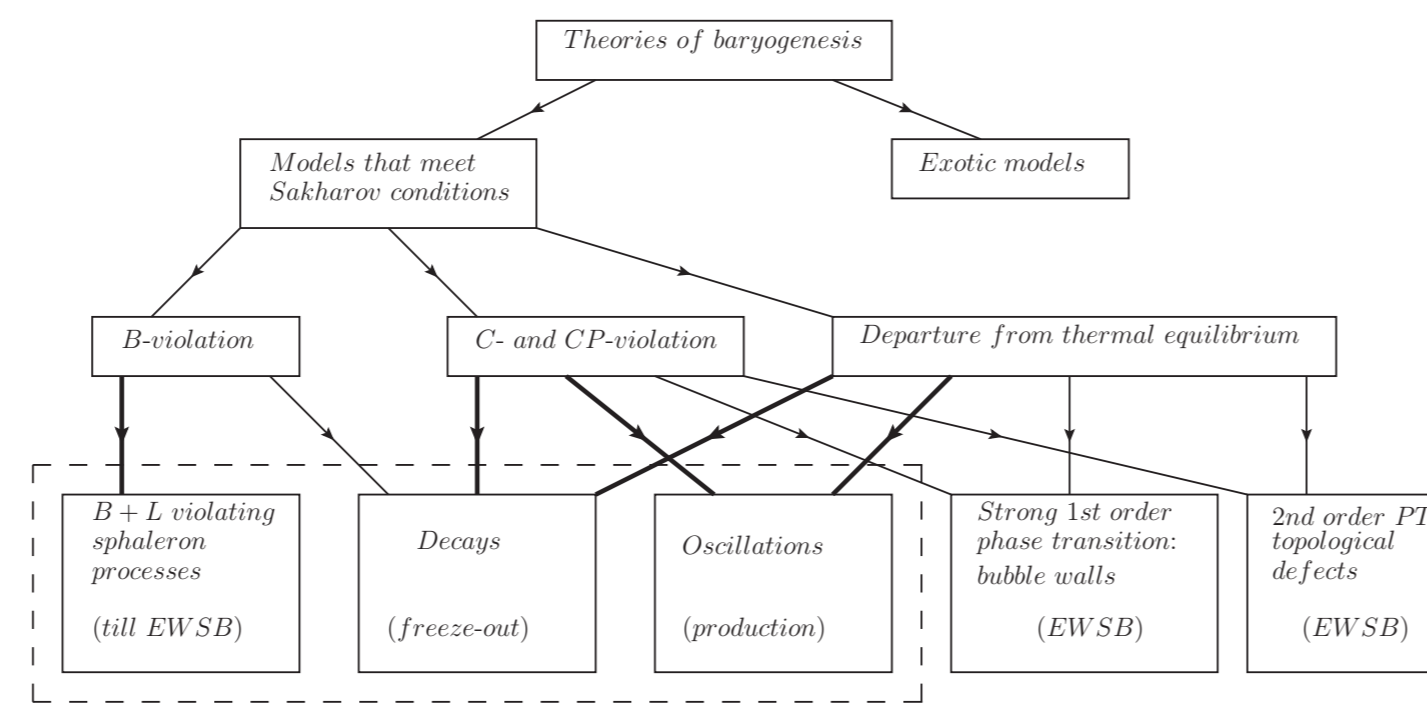 Theories of baryogenesis
Models that meet
Sakharov conditions
Exotic models
B-violation
C- and CP-violation
Departure from thermal equilibrium
B + L violating
sphaleron
processes
(till EWSB)
Decays
(freeze-out)
Oscillations
(production)
Strong 1st order
phase transition:
bubble walls
(EWSB)
2nd order PT
topological
defects
(EWSB)